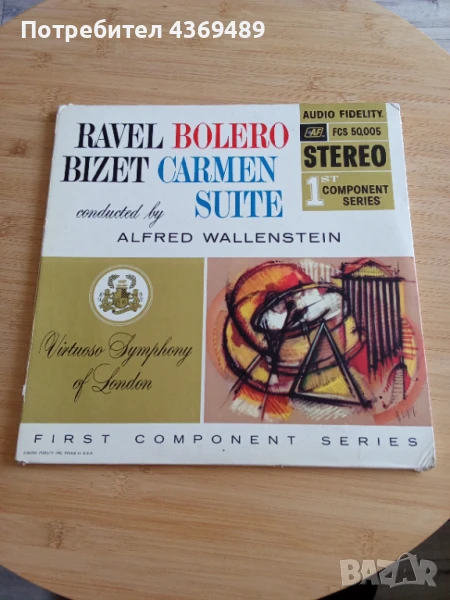 Потребител 4369489
RAVEL BOLERO
BIZET CARMEN
SUITE
conducted by
ALFRED WALLENSTEIN
AUDIO FIDELITY
AF FCS 50,005
STEREO
1ST COMPONENT
SERIES
Virtuoso Symphony
of London
FIRST COMPONENT SERIES
BAZAR